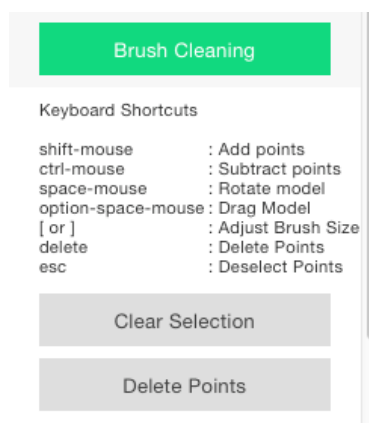 Brush Cleaning
Keyboard Shortcuts
shift-mouse : Add points
ctrl-mouse : Subtract points
space-mouse : Rotate model
option-space-mouse : Drag Model
[ or ] : Adjust Brush Size
delete : Delete Points
esc : Deselect Points
Clear Selection
Delete Points